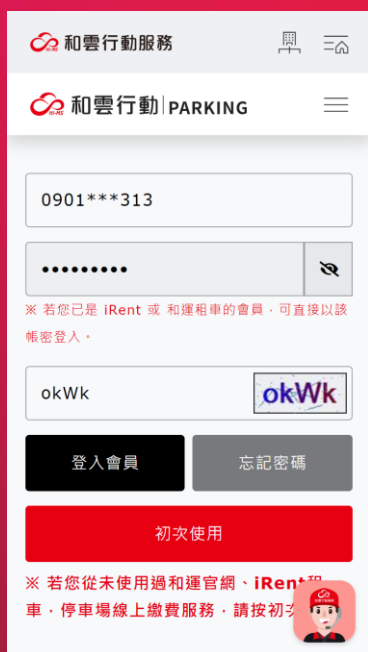 和雲行動服務
和雲行動 PARKING
0901***313
•••••••••
※ 若您已是 iRent 或 和運租車的會員,可直接以該
帳密登入。
okWk
okWk
登入會員 忘記密碼
初次使用
※ 若您從未使用過和運官網、iRent租
車,停車場線上繳費服務,請按初